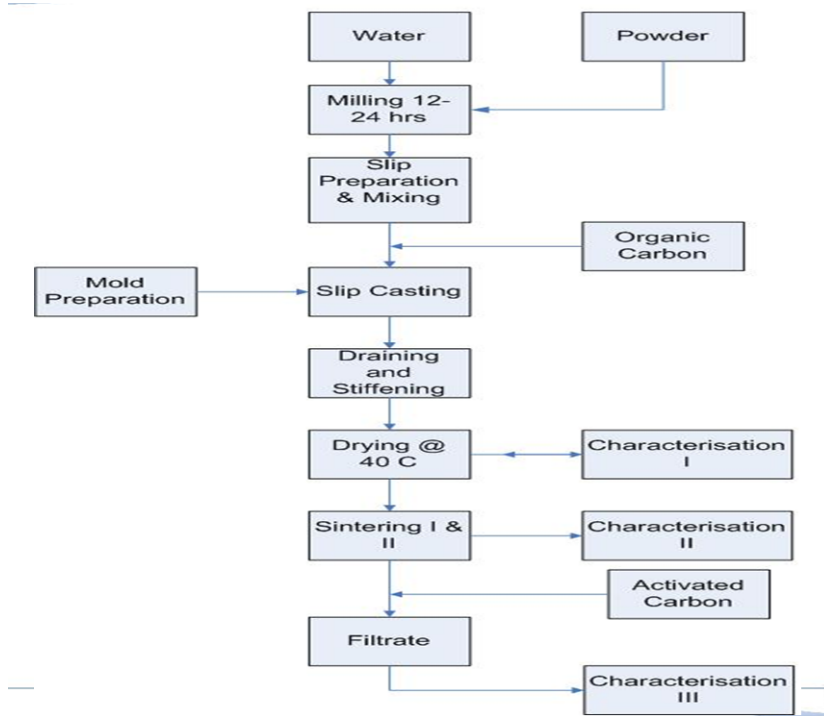 Water
Powder
Milling 12-
24 hrs
Slip
Preparation
& Mixing
Organic
Carbon
Mold
Preparation
Slip Casting
Draining
and
Stiffening
Drying @
40 C
Characterisation
I
Sintering I &
II
Characterisation
II
Activated
Carbon
Filtrate
Characterisation
III